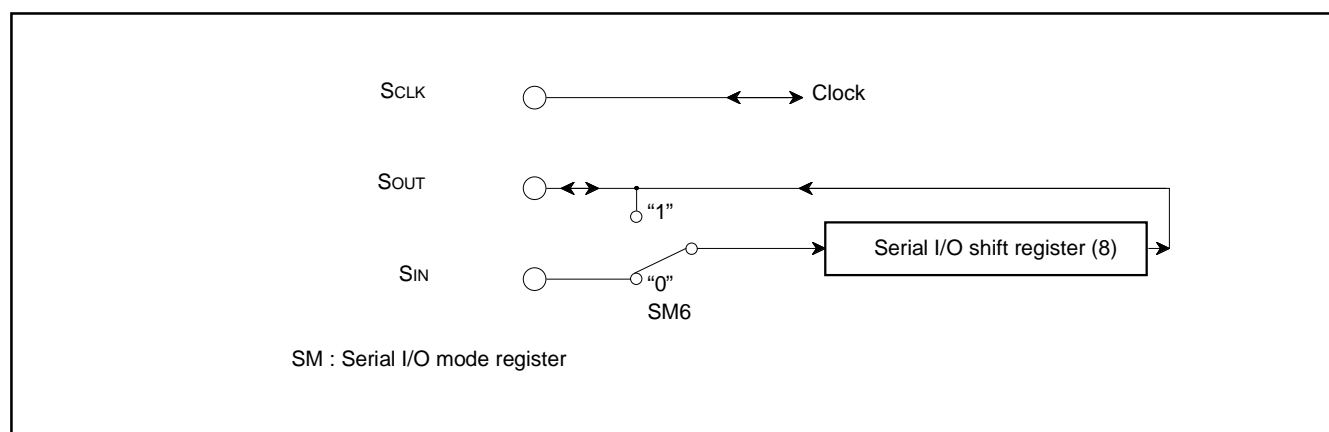 SCLK
Clock
SOUT
“1”
Serial I/O shift register (8)
SIN
“0”
SM6
SM : Serial I/O mode register